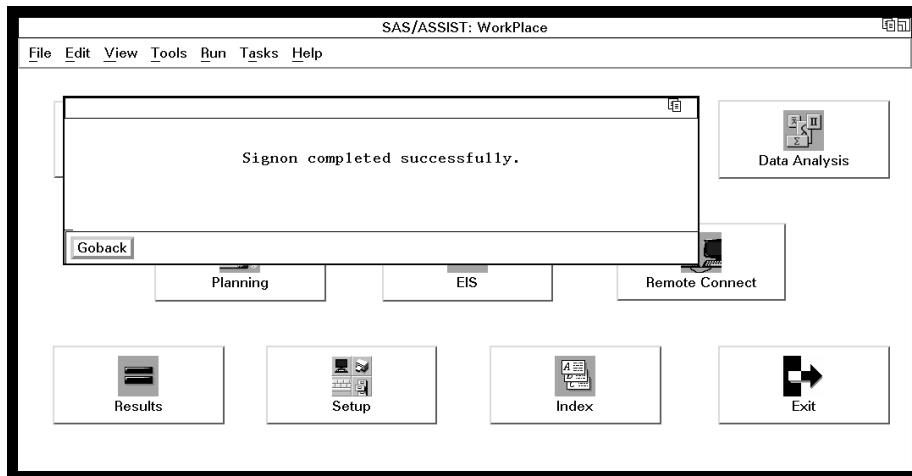 SAS/ASSIST: WorkPlace
File Edit View Tools Run Tasks Help
Signon completed successfully.
Data Analysis
Goback
Planning
EIS
Remote Connect
Results
Setup
Index
Exit